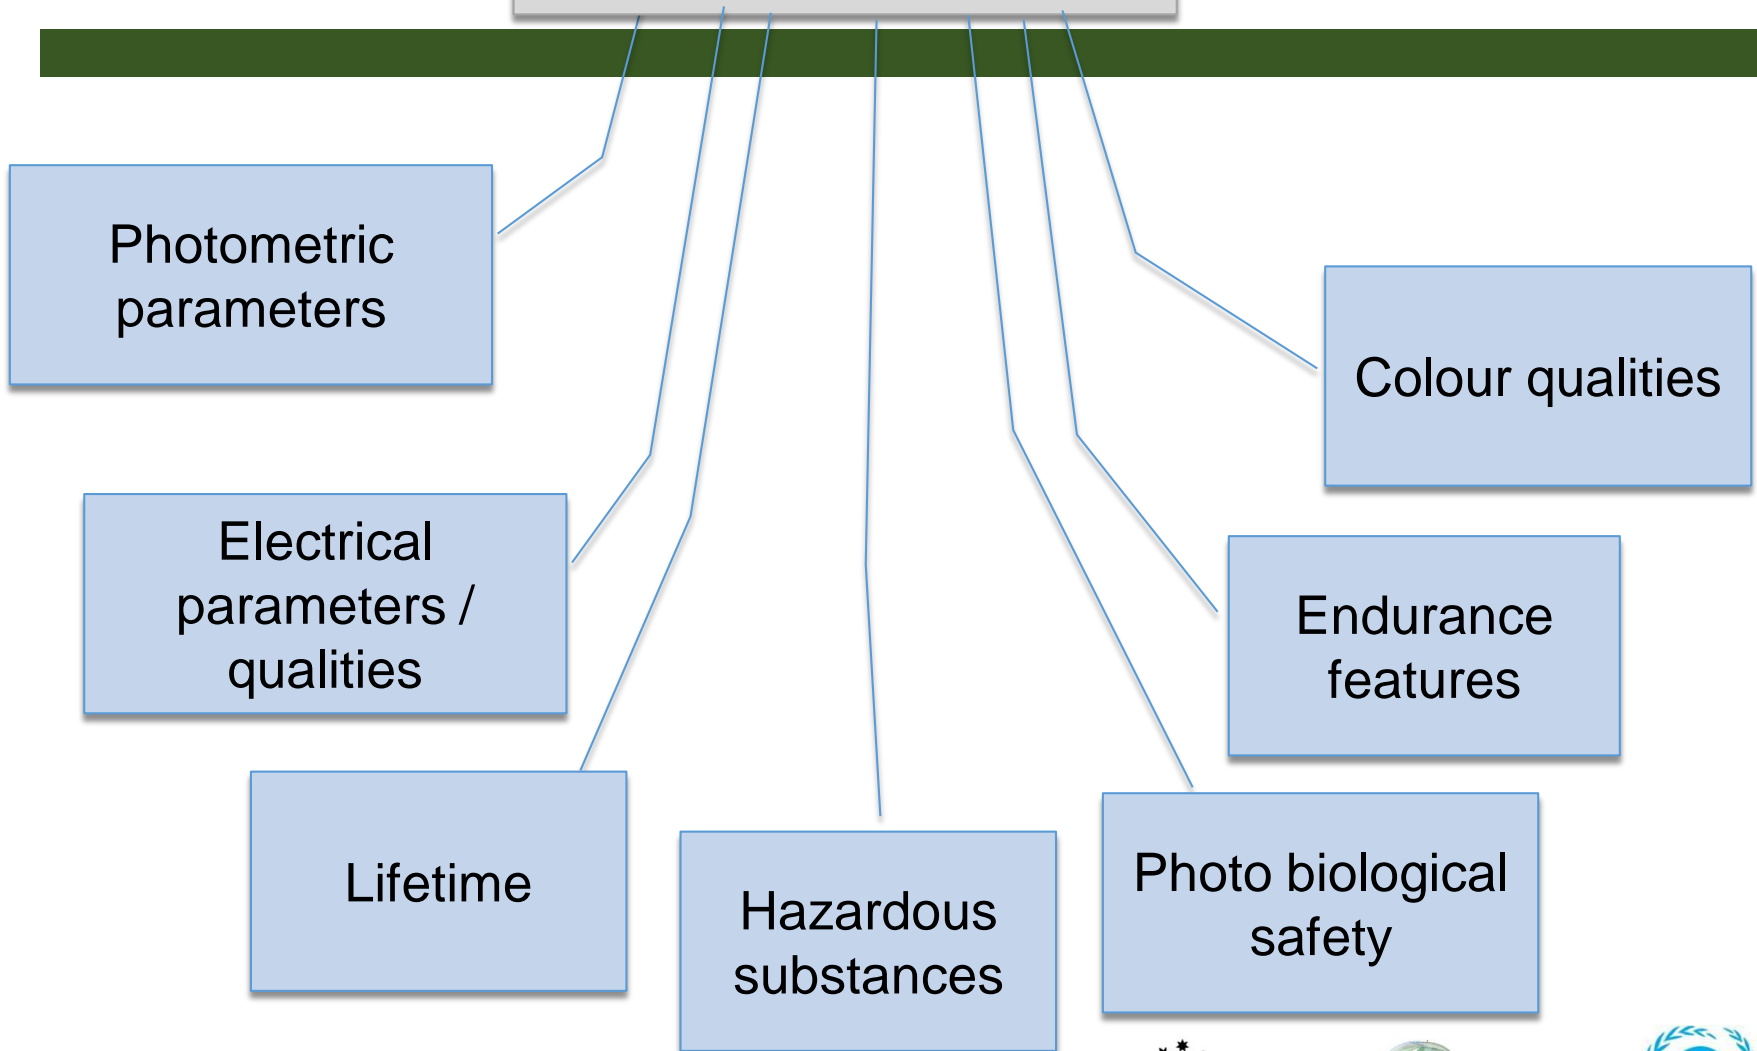 Photometric
parameters
Colour qualities
Electrical
parameters /
qualities
Endurance
features
Lifetime
Hazardous
substances
Photo biological
safety